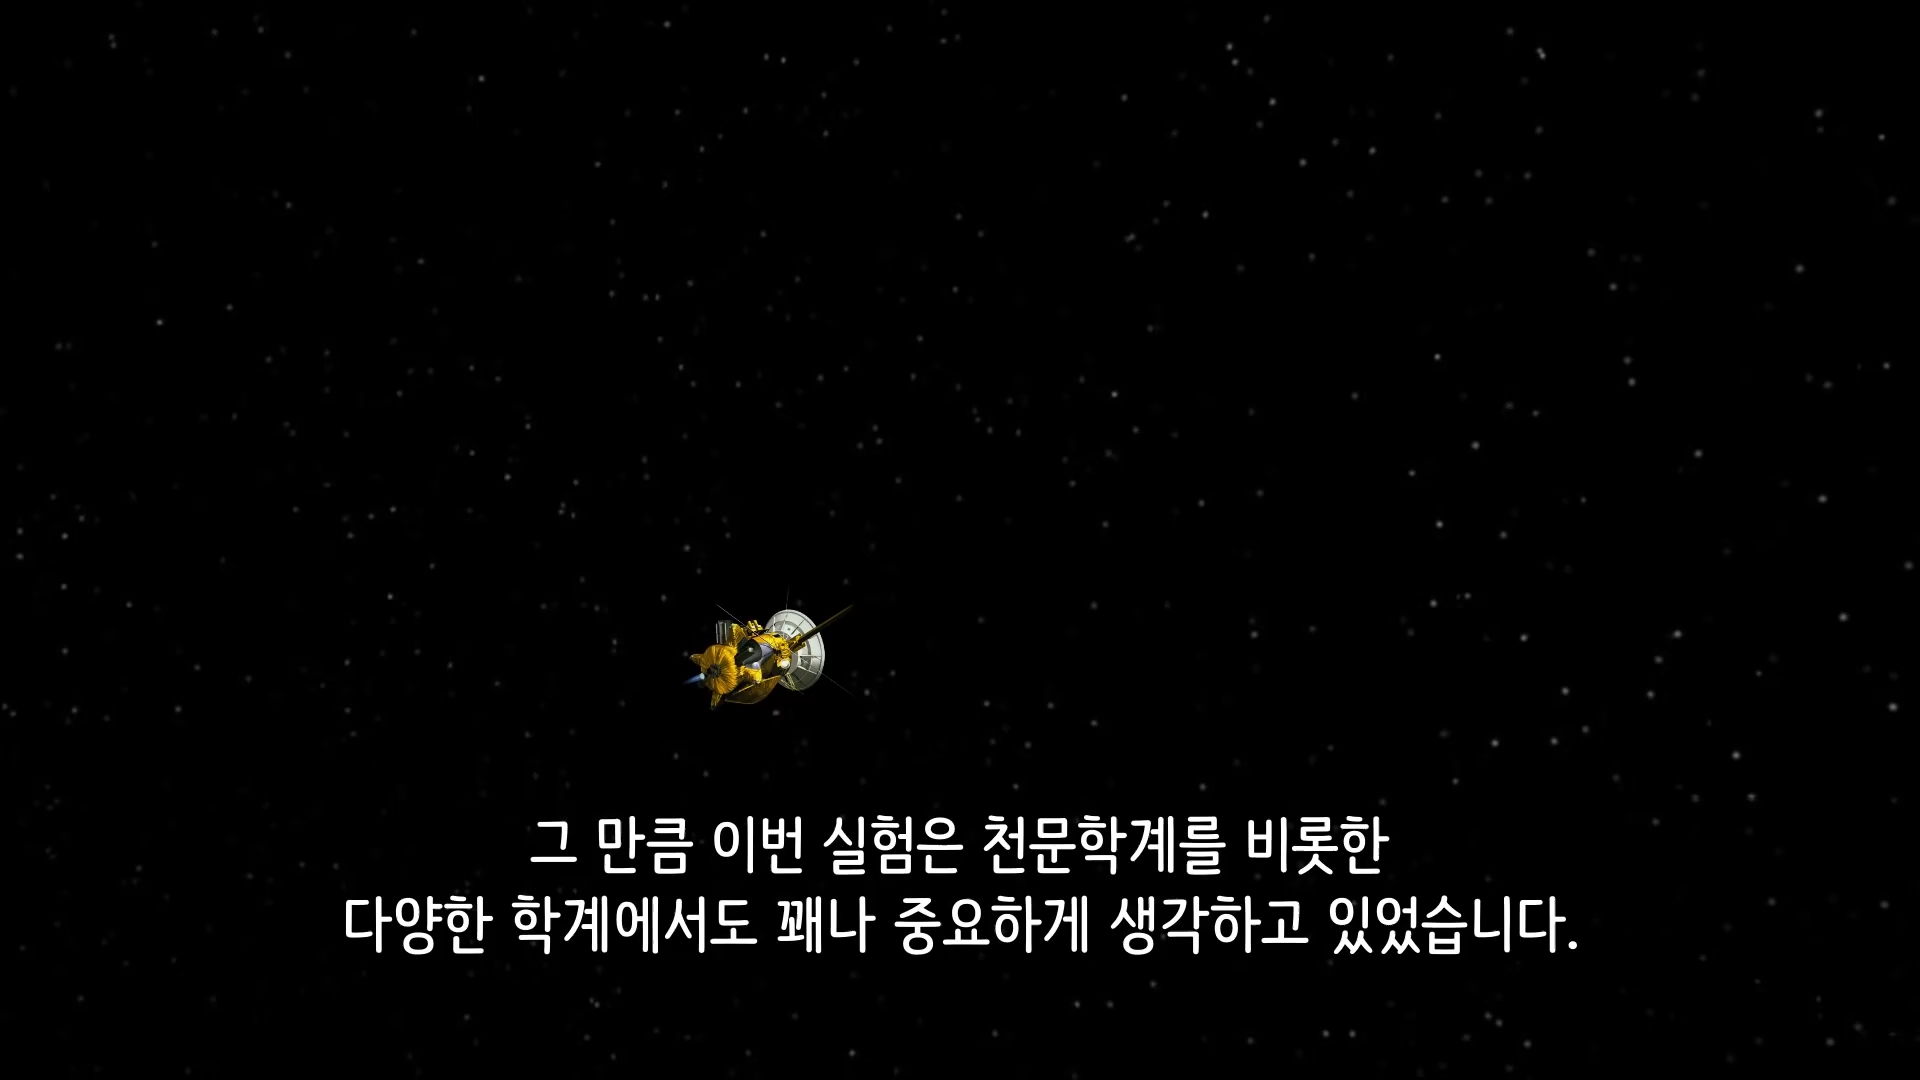 그 만큼 이번 실험은 천문학계를 비롯한
다양한 학계에서도 꽤나 중요하게 생각하고 있었습니다.